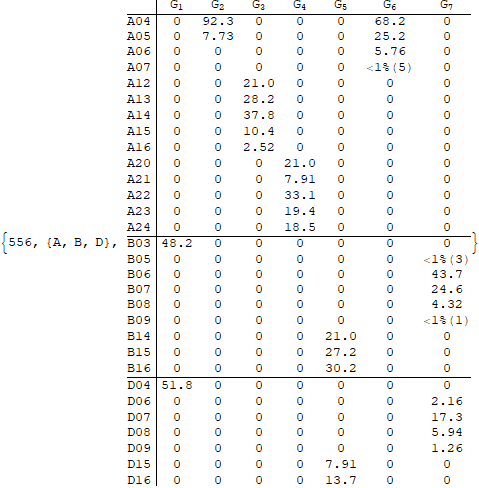 G1 G2 G3 G4 G5 G6 G7
A04 0 92.3 0 0 0 68.2 0
A05 0 7.73 0 0 0 25.2 0
A06 0 0 0 0 0 5.76 0
A07 0 0 0 0 0 <1%(5) 0
A12 0 0 21.0 0 0 0 0
A13 0 0 28.2 0 0 0 0
A14 0 0 37.8 0 0 0 0
A15 0 0 10.4 0 0 0 0
A16 0 0 2.52 0 0 0 0
A20 0 0 0 21.0 0 0 0
A21 0 0 0 7.91 0 0 0
A22 0 0 0 33.1 0 0 0
A23 0 0 0 19.4 0 0 0
A24 0 0 0 18.5 0 0 0
{556, {A, B, D}, B03 48.2 0 0 0 0 0 0 }
B05 0 0 0 0 0 0 <1%(3)
B06 0 0 0 0 0 0 43.7
B07 0 0 0 0 0 0 24.6
B08 0 0 0 0 0 0 4.32
B09 0 0 0 0 0 0 <1%(1)
B14 0 0 0 0 21.0 0 0
B15 0 0 0 0 27.2 0 0
B16 0 0 0 0 30.2 0 0
D04 51.8 0 0 0 0 0 0
D06 0 0 0 0 0 0 2.16
D07 0 0 0 0 0 0 17.3
D08 0 0 0 0 0 0 5.94
D09 0 0 0 0 0 0 1.26
D15 0 0 0 0 7.91 0 0
D16 0 0 0 0 13.7 0 0